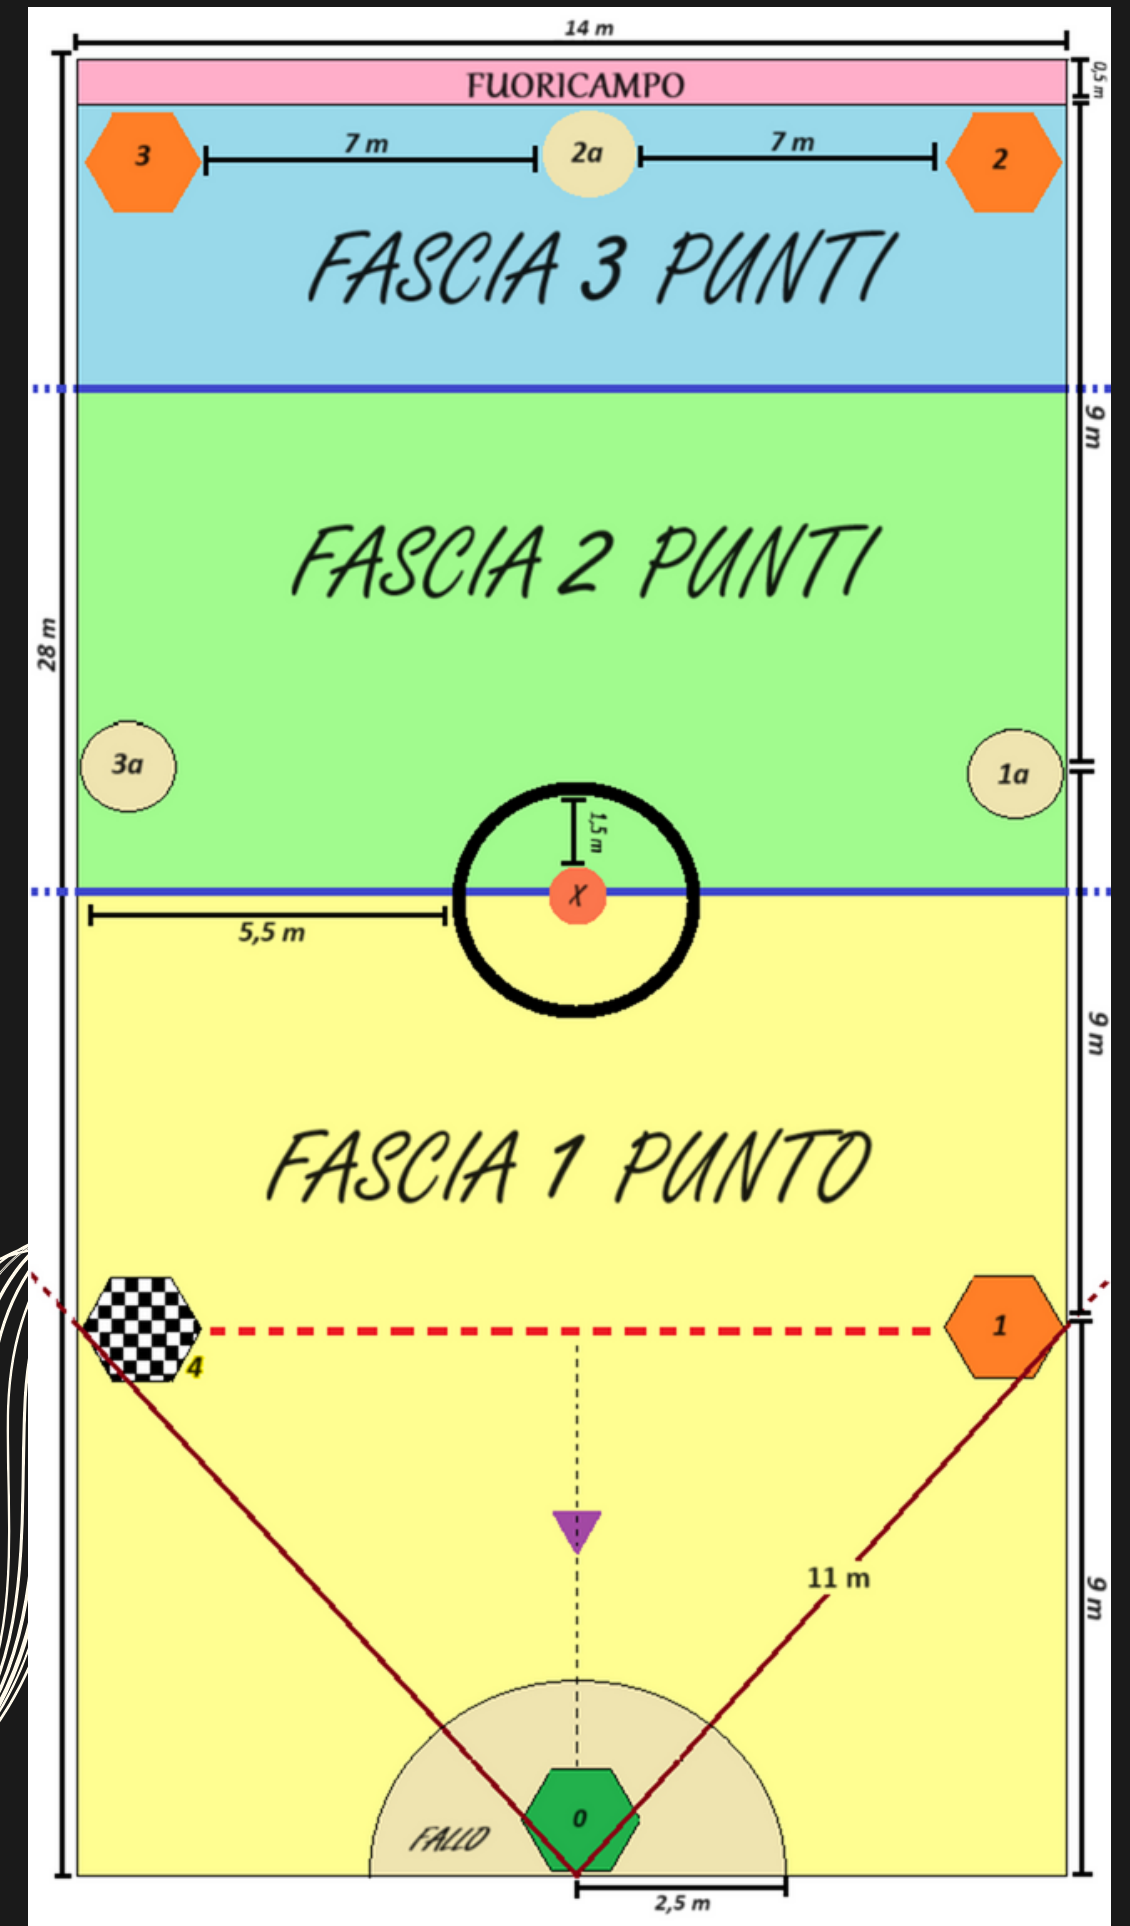 14 m
0,5 m
FUORICAMPO
3
7 m
2a
7 m
2
FASCIA 3 PUNTI
9 m
FASCIA 2 PUNTI
28 m
3a
1a
1,5 m
X
5,5 m
9 m
FASCIA 1 PUNTO
4
1
11 m
9 m
0
FALLO
2,5 m